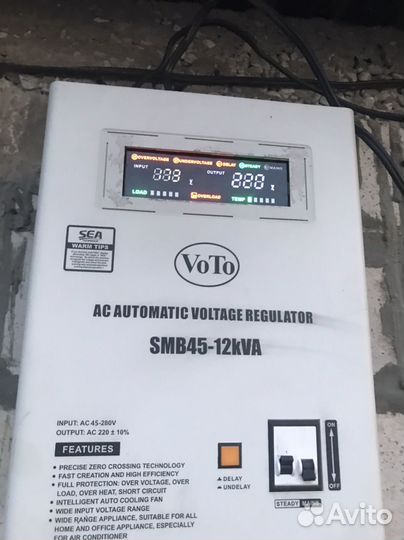 OVERVOLTAGE UNDERVOLTAGE DELAY STEADY MAINS
INPUT OUTPUT
LOAD OVERLOAD TEMP
SEA
WARM TIPS
VoTo
AC AUTOMATIC VOLTAGE REGULATOR
SMB45-12kVA
INPUT: AC 45-280V
OUTPUT: AC 220 ± 10%
FEATURES
• PRECISE ZERO CROSSING TECHNOLOGY
• FAST CREATION AND HIGH EFFICIENCY
• FULL PROTECTION: OVER VOLTAGE, OVER
LOAD, OVER HEAT, SHORT CIRCUIT
• INTELLIGENT AUTO COOLING FAN
• WIDE INPUT VOLTAGE RANGE
• WIDE RANGE APPLIANCE, SUITABLE FOR ALL
HOME AND OFFICE APPLIANCE, ESPECIALLY
FOR AIR CONDITIONER
▲ DELAY
▬ UNDELAY
ON
OFF
STEADY MAINS
Avito